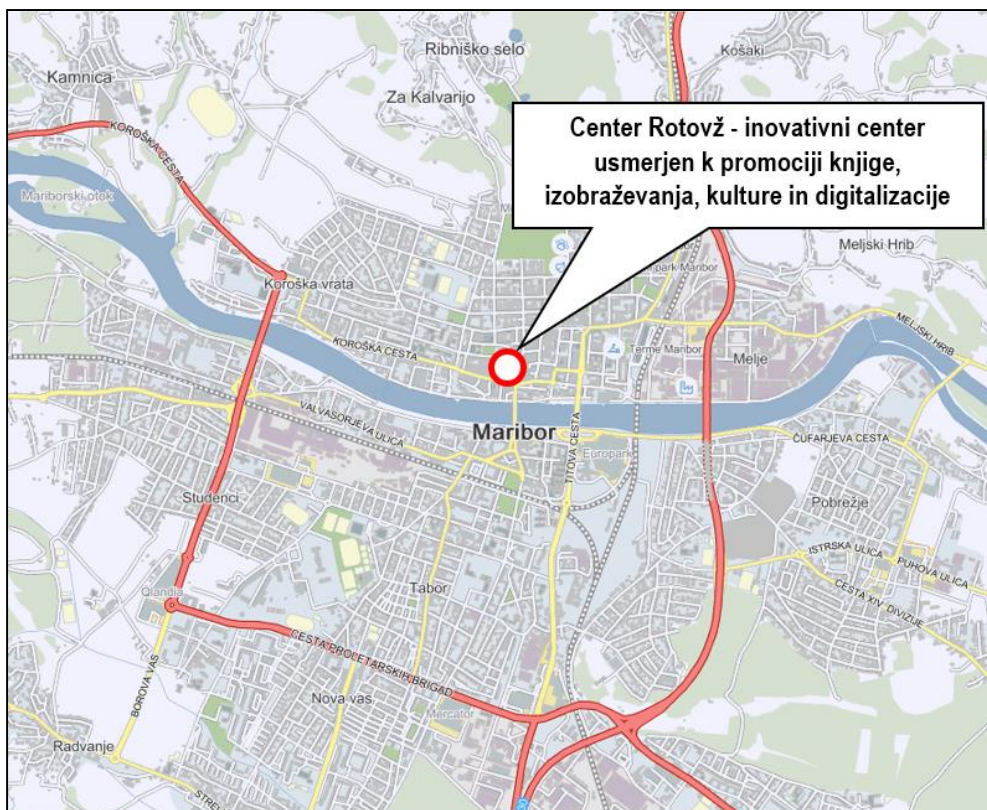 Ribniško selo
Košaki
Kamnica
Za Kalvarijo
Center Rotovž - inovativni center
usmerjen k promociji knjige,
izobraževanja, kulture in digitalizacije
KOROŠKA CESTA
Mariborski otok
Meljski Hrib
Koroška vrata
park Maribor
MELJSKI HRIB
KOROŠKA CESTA
Terme Maribor
Melje
VALVASORJEVA ULICA
Maribor
TITOVA CESTA
Europark
ČUFARJEVA CESTA
Studenci
Pobrežje
ISTRSKA ULICA
PUHOVA ULICA
Qlandia
Tabor
CESTA XIV. DIVIZIJE
CESTA PROLETARSKIH BRIGAD
BOROVA VAS
Nova vas
Mercator
Radvanje